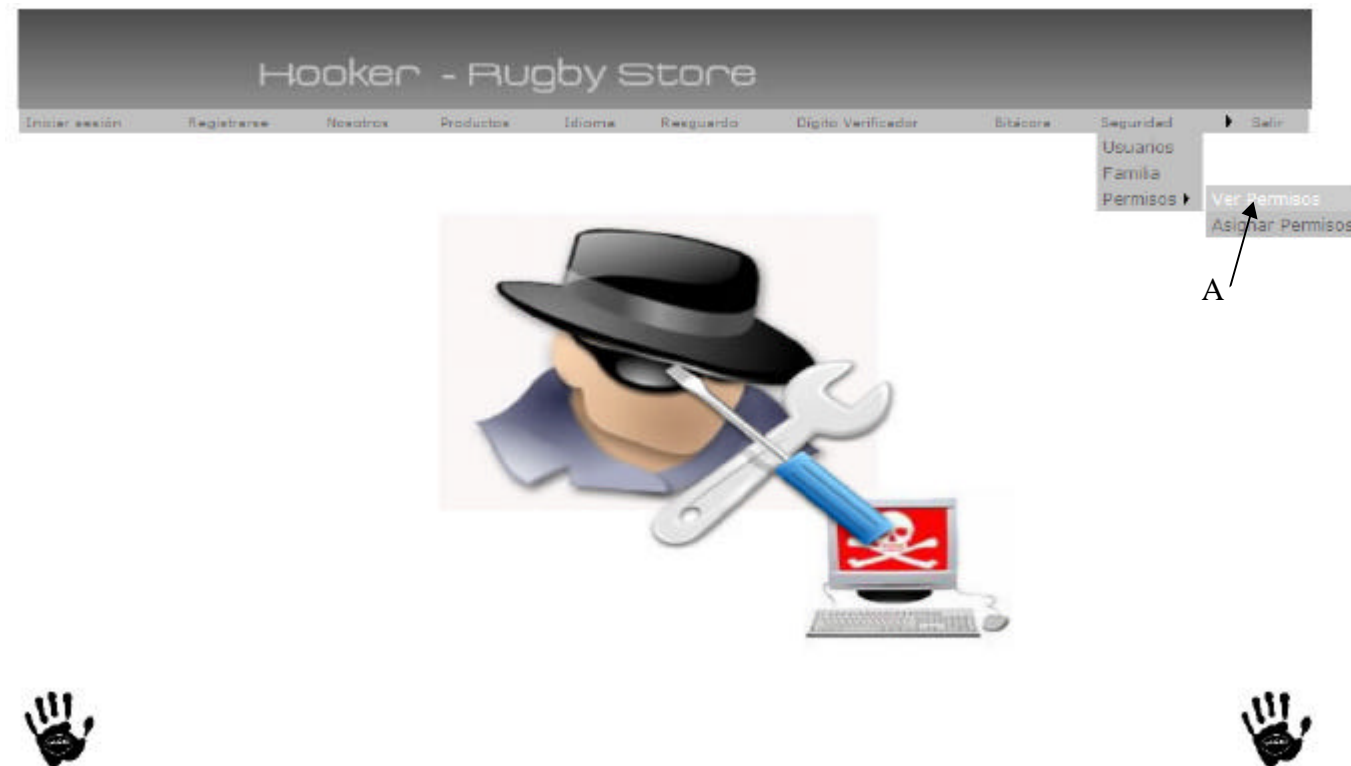 Hooker - Rugby Store
Iniciar sesión Registrarse Nosotros Productos Idioma Resguardo Dígito Verificador Bitácora Seguridad Salir
Usuarios
Familia
Permisos Ver Permisos
Asignar Permisos
A